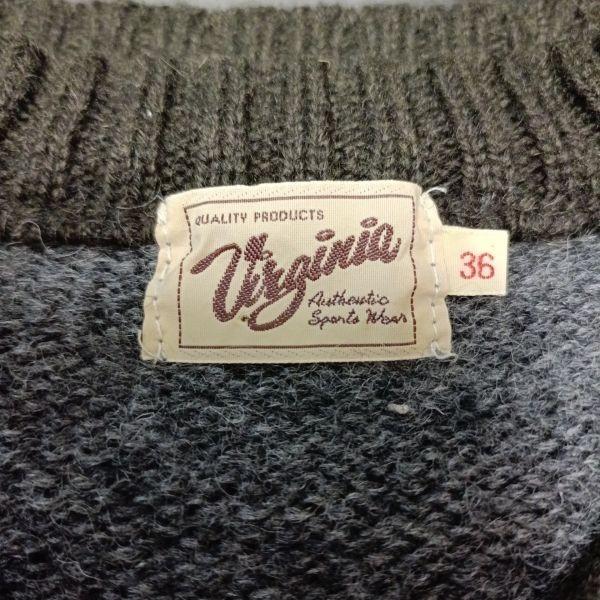 QUALITY PRODUCTS
Virginia
Authentic
Sports Wear
36